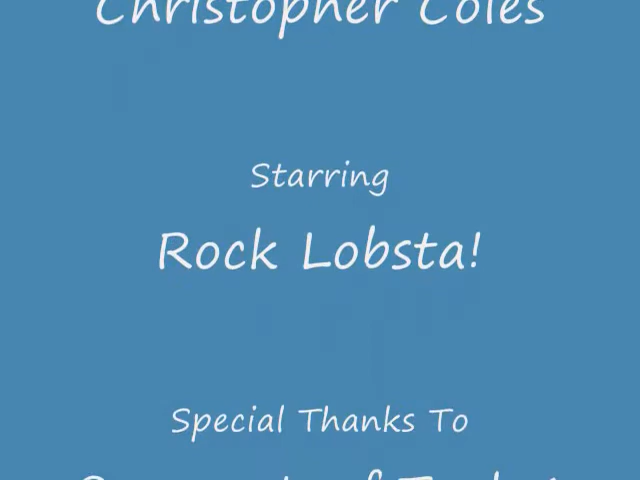 Christopher Coles
Starring
Rock Lobsta!
Special Thanks To